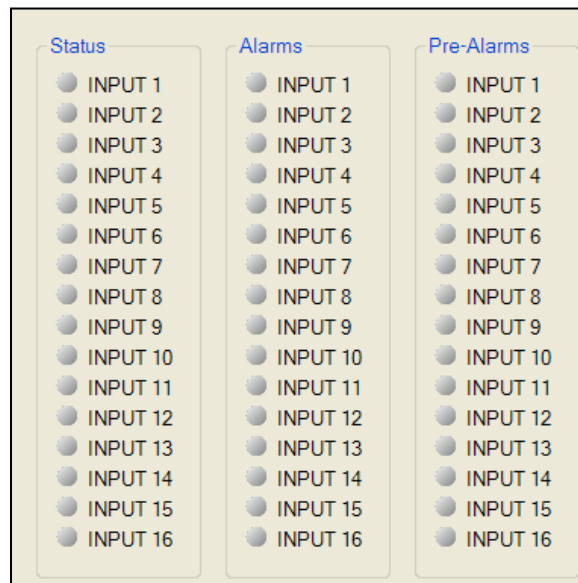 Status
INPUT 1
INPUT 2
INPUT 3
INPUT 4
INPUT 5
INPUT 6
INPUT 7
INPUT 8
INPUT 9
INPUT 10
INPUT 11
INPUT 12
INPUT 13
INPUT 14
INPUT 15
INPUT 16
Alarms
INPUT 1
INPUT 2
INPUT 3
INPUT 4
INPUT 5
INPUT 6
INPUT 7
INPUT 8
INPUT 9
INPUT 10
INPUT 11
INPUT 12
INPUT 13
INPUT 14
INPUT 15
INPUT 16
Pre-Alarms
INPUT 1
INPUT 2
INPUT 3
INPUT 4
INPUT 5
INPUT 6
INPUT 7
INPUT 8
INPUT 9
INPUT 10
INPUT 11
INPUT 12
INPUT 13
INPUT 14
INPUT 15
INPUT 16